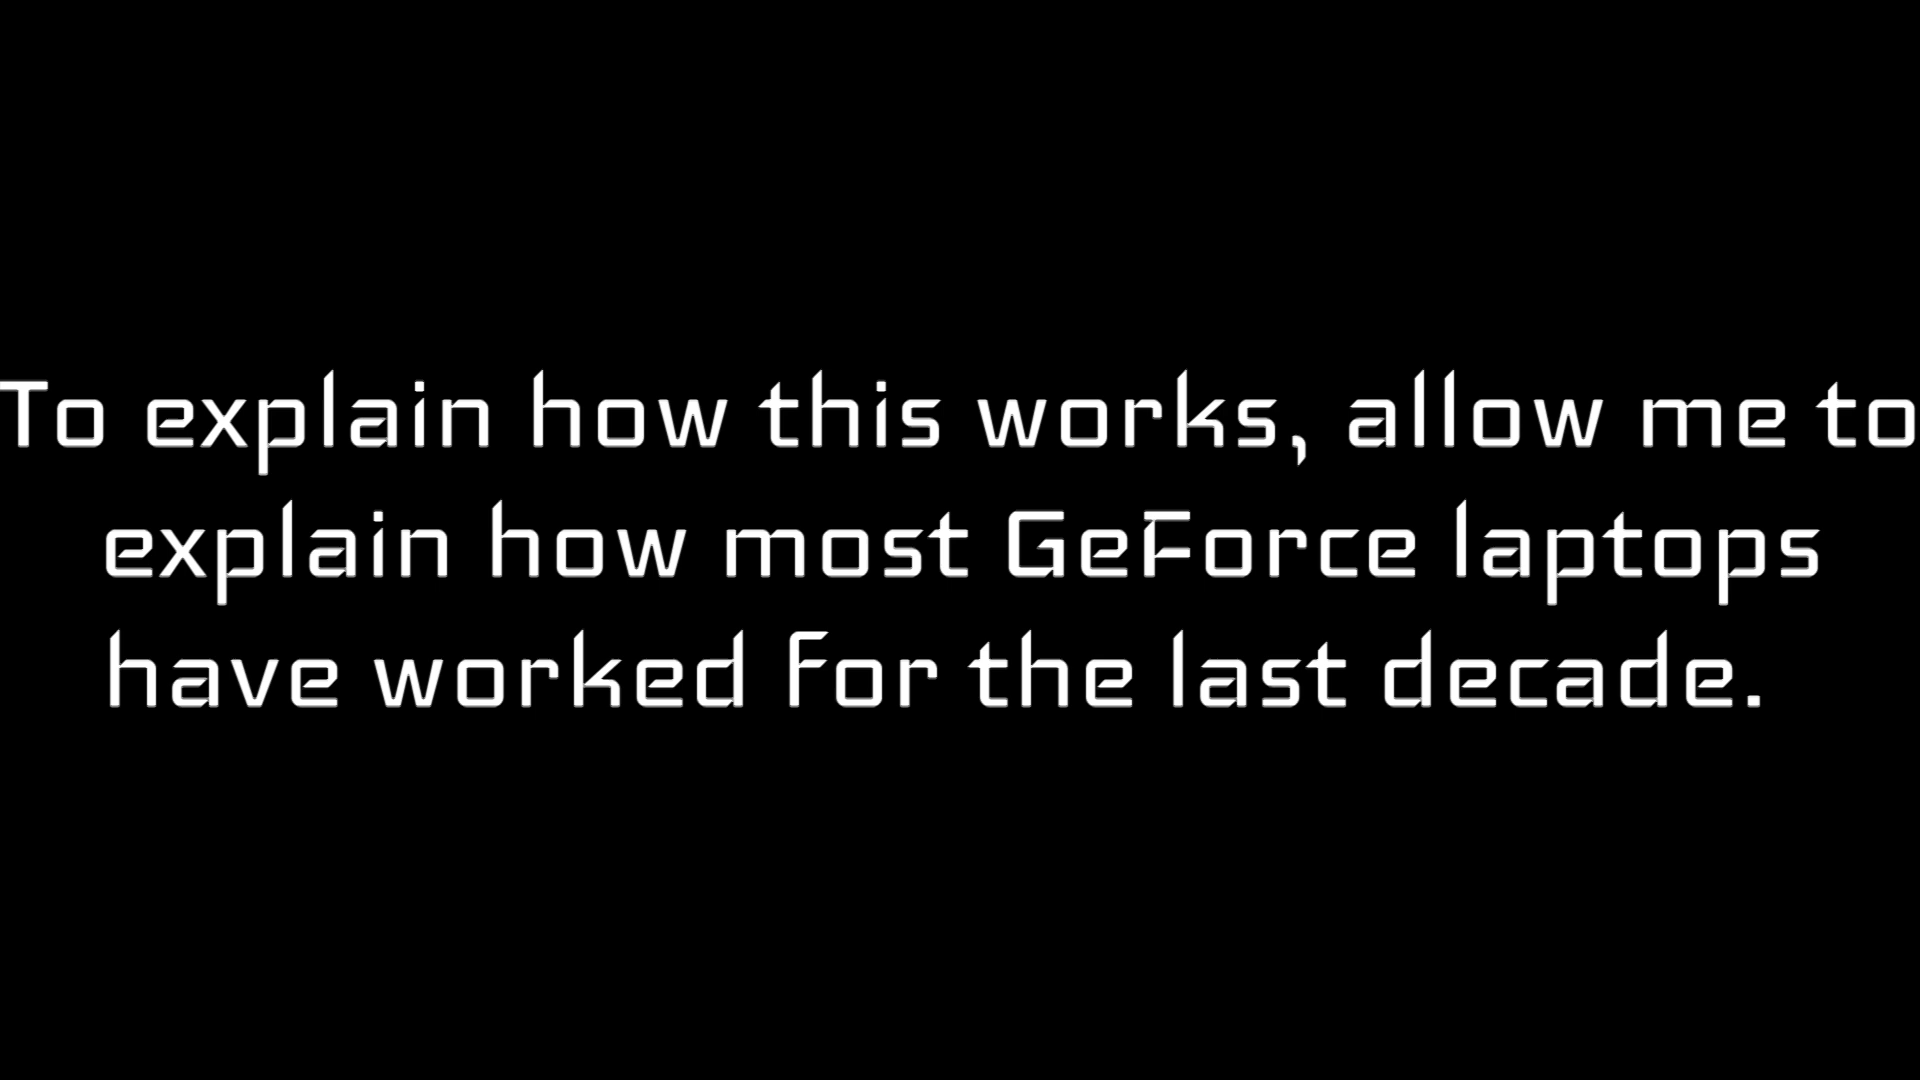 To explain how this works, allow me to
explain how most GeForce laptops
have worked for the last decade.